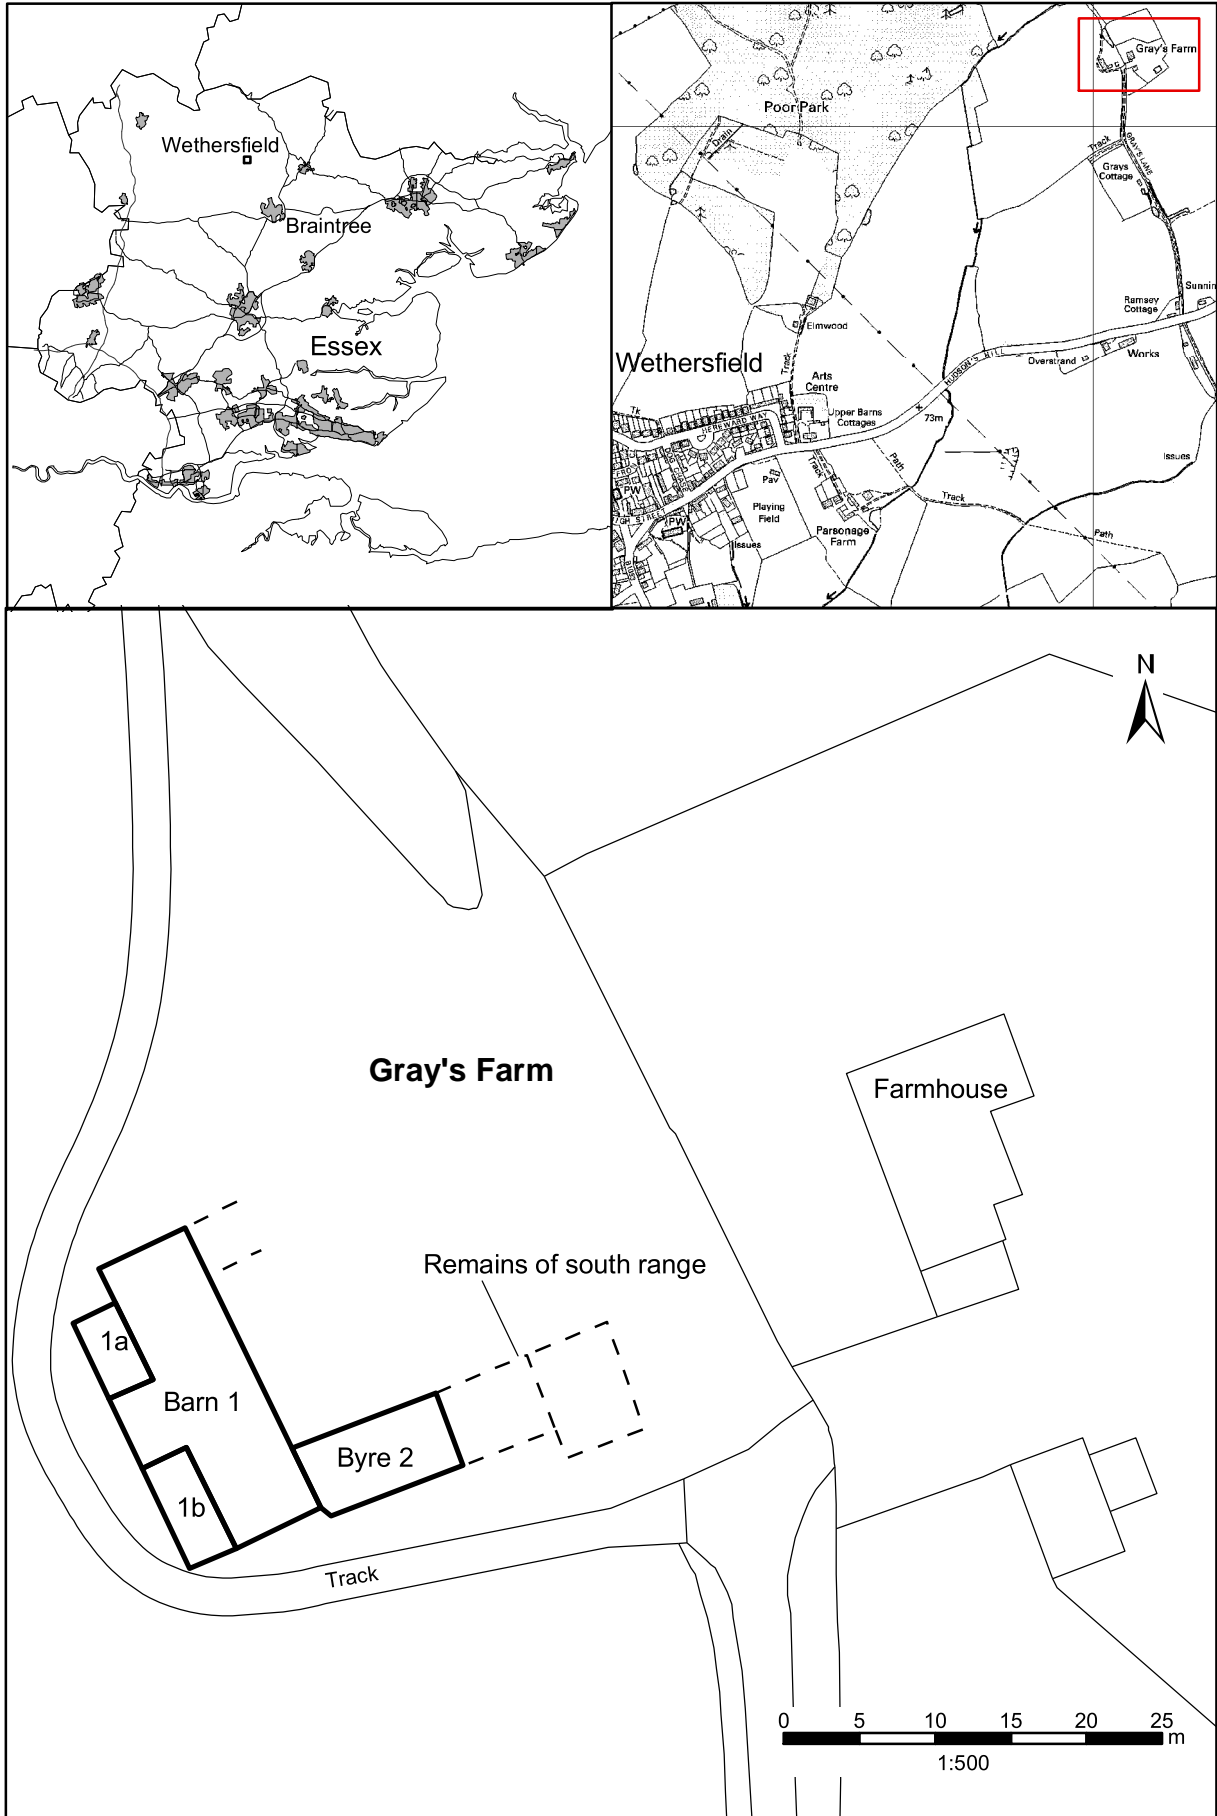 Wethersfield
Braintree
Essex
Gray's Farm
Poor Park
Drain
Track
GRAY'S LANE
Grays
Cottage
Sunnin
Ramsey
Cottage
Elmwood
Works
Overstrand
HUDSON'S HILL
Wethersfield
Track
Arts
Centre
Tk
Upper Barns
Cottages
73m
HEREWARD WAY
Path
Issues
Track
PW
Pav
Playing
Field
Track
Path
PW
Parsonage
Farm
Issues
N
Gray's Farm
Farmhouse
Remains of south range
1a
Barn 1
Byre 2
1b
Track
0 5 10 15 20 25
m
1:500